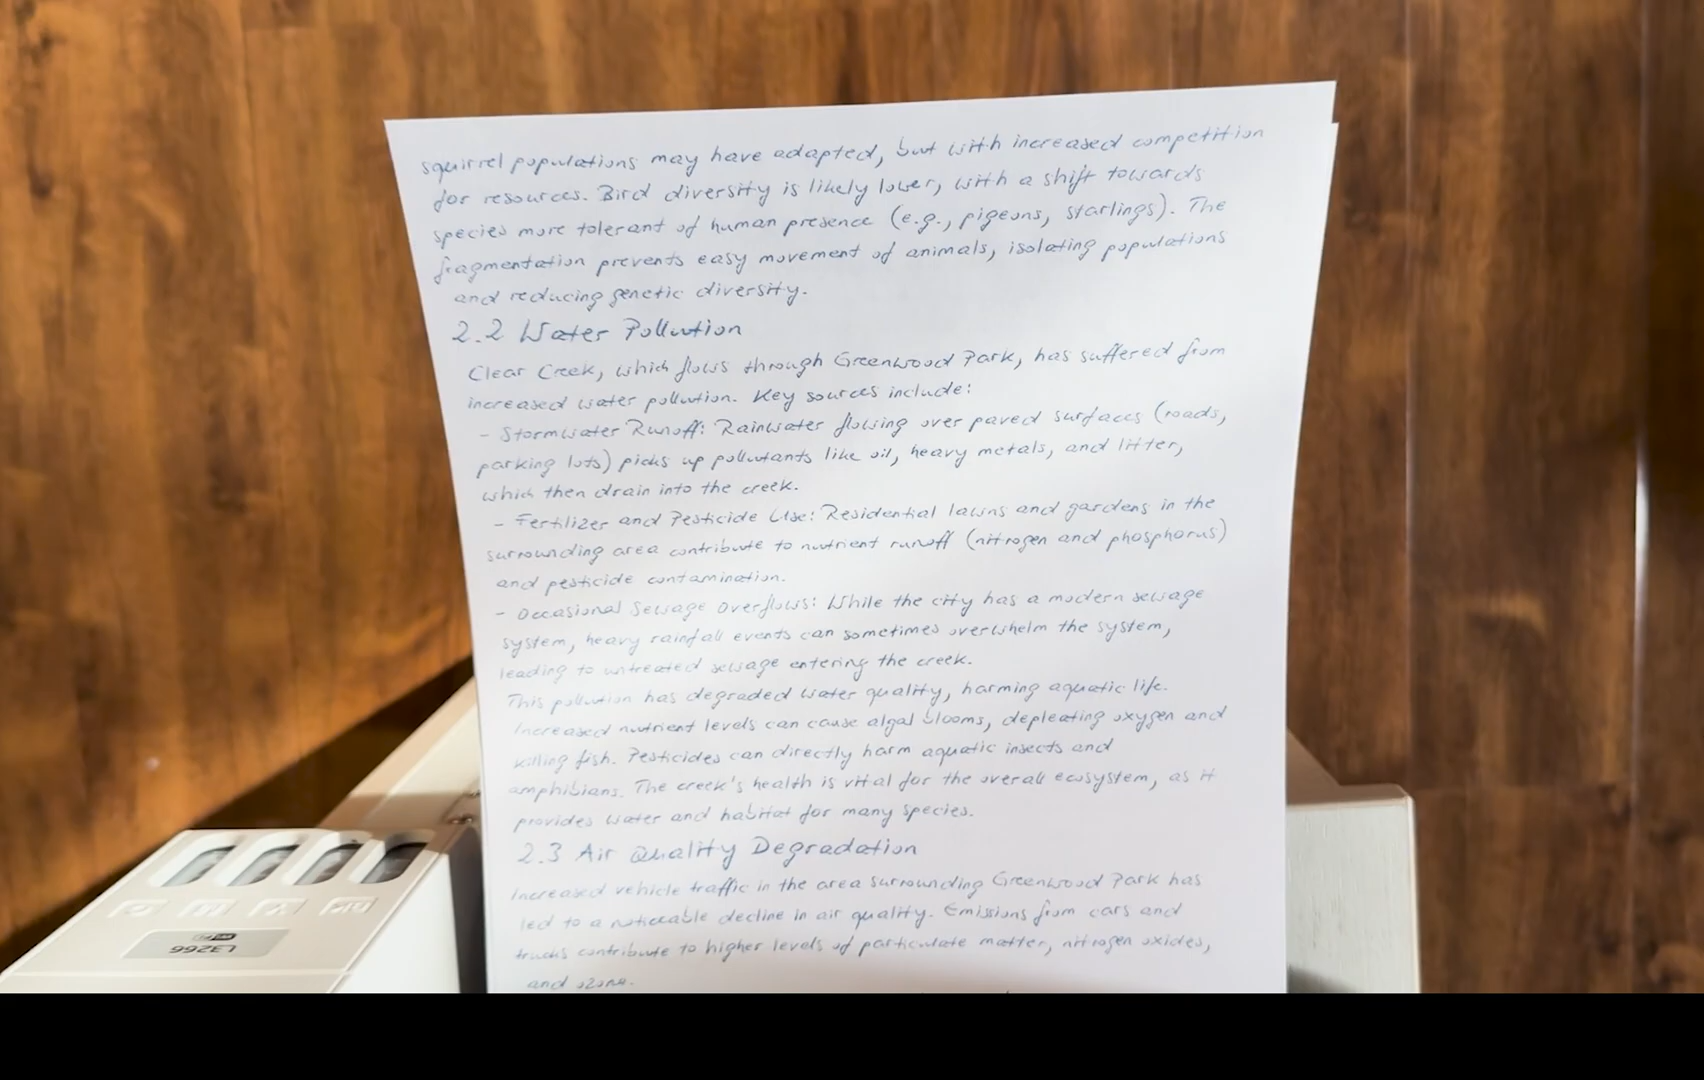 squirrel populations may have adapted, but with increased competition
for resources. Bird diversity is likely lower, with a shift towards
species more tolerant of human presence (e.g., pigeons, starlings). The
fragmentation prevents easy movement of animals, isolating populations
and reducing genetic diversity.
2.2 Water Pollution
Clear Creek, which flows through Greenwood Park, has suffered from
increased water pollution. Key sources include:
- Stormwater Runoff: Rainwater flowing over paved surfaces (roads,
parking lots) picks up pollutants like oil, heavy metals, and litter,
which then drain into the creek.
- Fertilizer and Pesticide Use: Residential lawns and gardens in the
surrounding area contribute to nutrient runoff (nitrogen and phosphorus)
and pesticide contamination.
- Occasional Sewage Overflows: While the city has a modern sewage
system, heavy rainfall events can sometimes overwhelm the system,
leading to untreated sewage entering the creek.
This pollution has degraded water quality, harming aquatic life.
Increased nutrient levels can cause algal blooms, depleating oxygen and
killing fish. Pesticides can directly harm aquatic insects and
amphibians. The creek's health is vital for the overall ecosystem, as it
provides water and habitat for many species.
2.3 Air Quality Degradation
Increased vehicle traffic in the area surrounding Greenwood Park has
led to a noticeable decline in air quality. Emissions from cars and
trucks contribute to higher levels of particulate matter, nitrogen oxides,
and ozone.
L3266